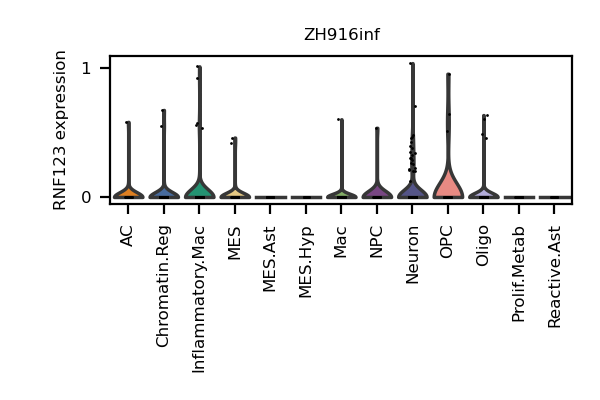 ZH916inf
RNF123 expression
1
0
AC
Chromatin.Reg
Inflammatory.Mac
MES
MES.Ast
MES.Hyp
Mac
NPC
Neuron
OPC
Oligo
Prolif.Metab
Reactive.Ast